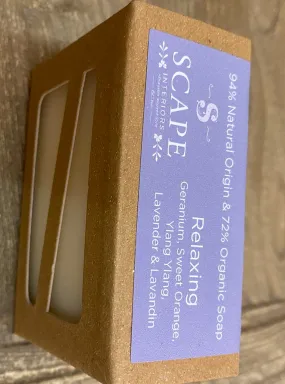 94% Natural Origin & 72% Organic Soap
S
SCAPE
INTERIORS
Relaxing
Geranium, Sweet Orange,
Ylang Ylang,
Lavender & Lavandin